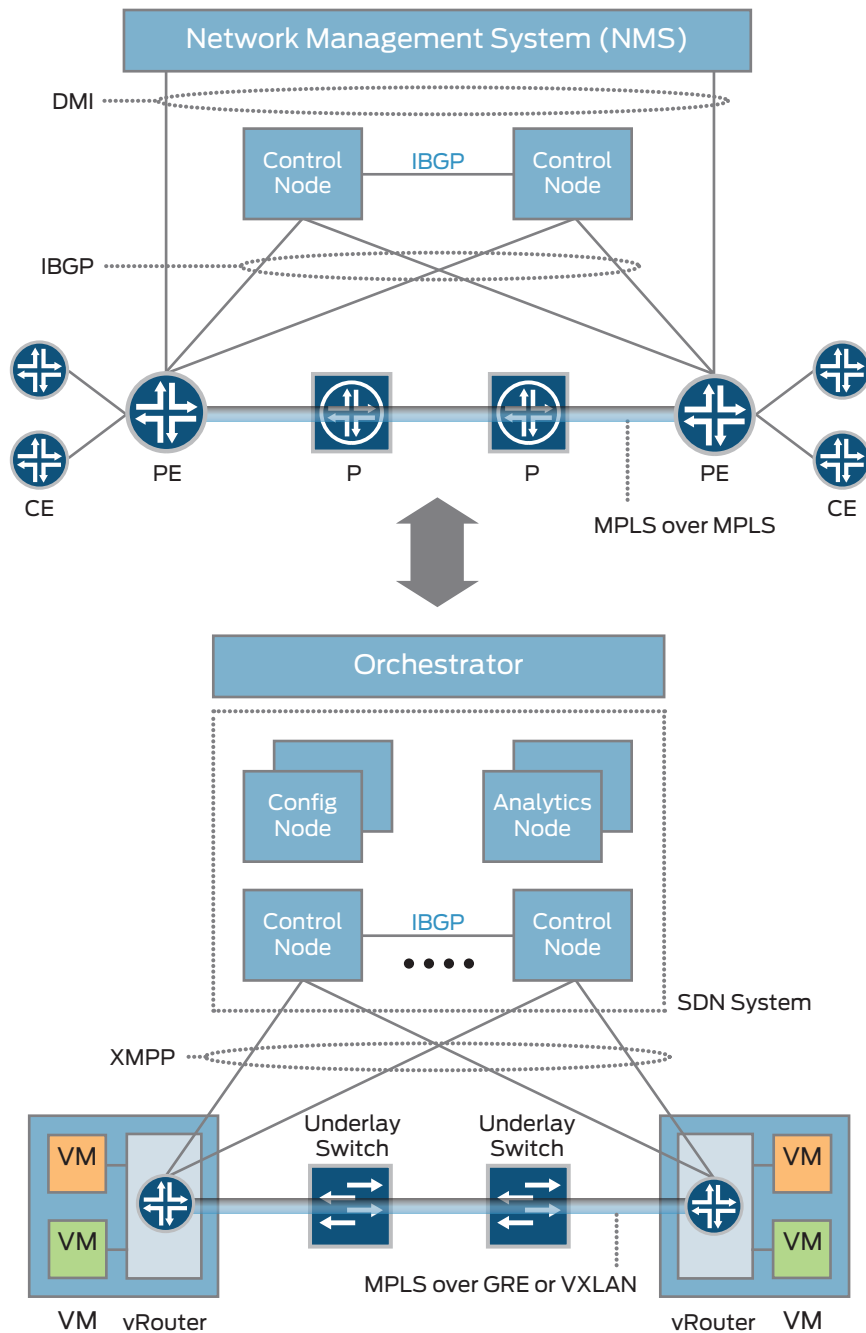 Network Management System (NMS)
DMI
Control
Node
IBGP
Control
Node
IBGP
PE
P
P
PE
CE
CE
MPLS over MPLS
Orchestrator
Config
Node
Analytics
Node
Control
Node
IBGP
Control
Node
SDN System
XMPP
Underlay
Switch
Underlay
Switch
VM
VM
VM
VM
MPLS over GRE or VXLAN
VM
vRouter
vRouter
VM